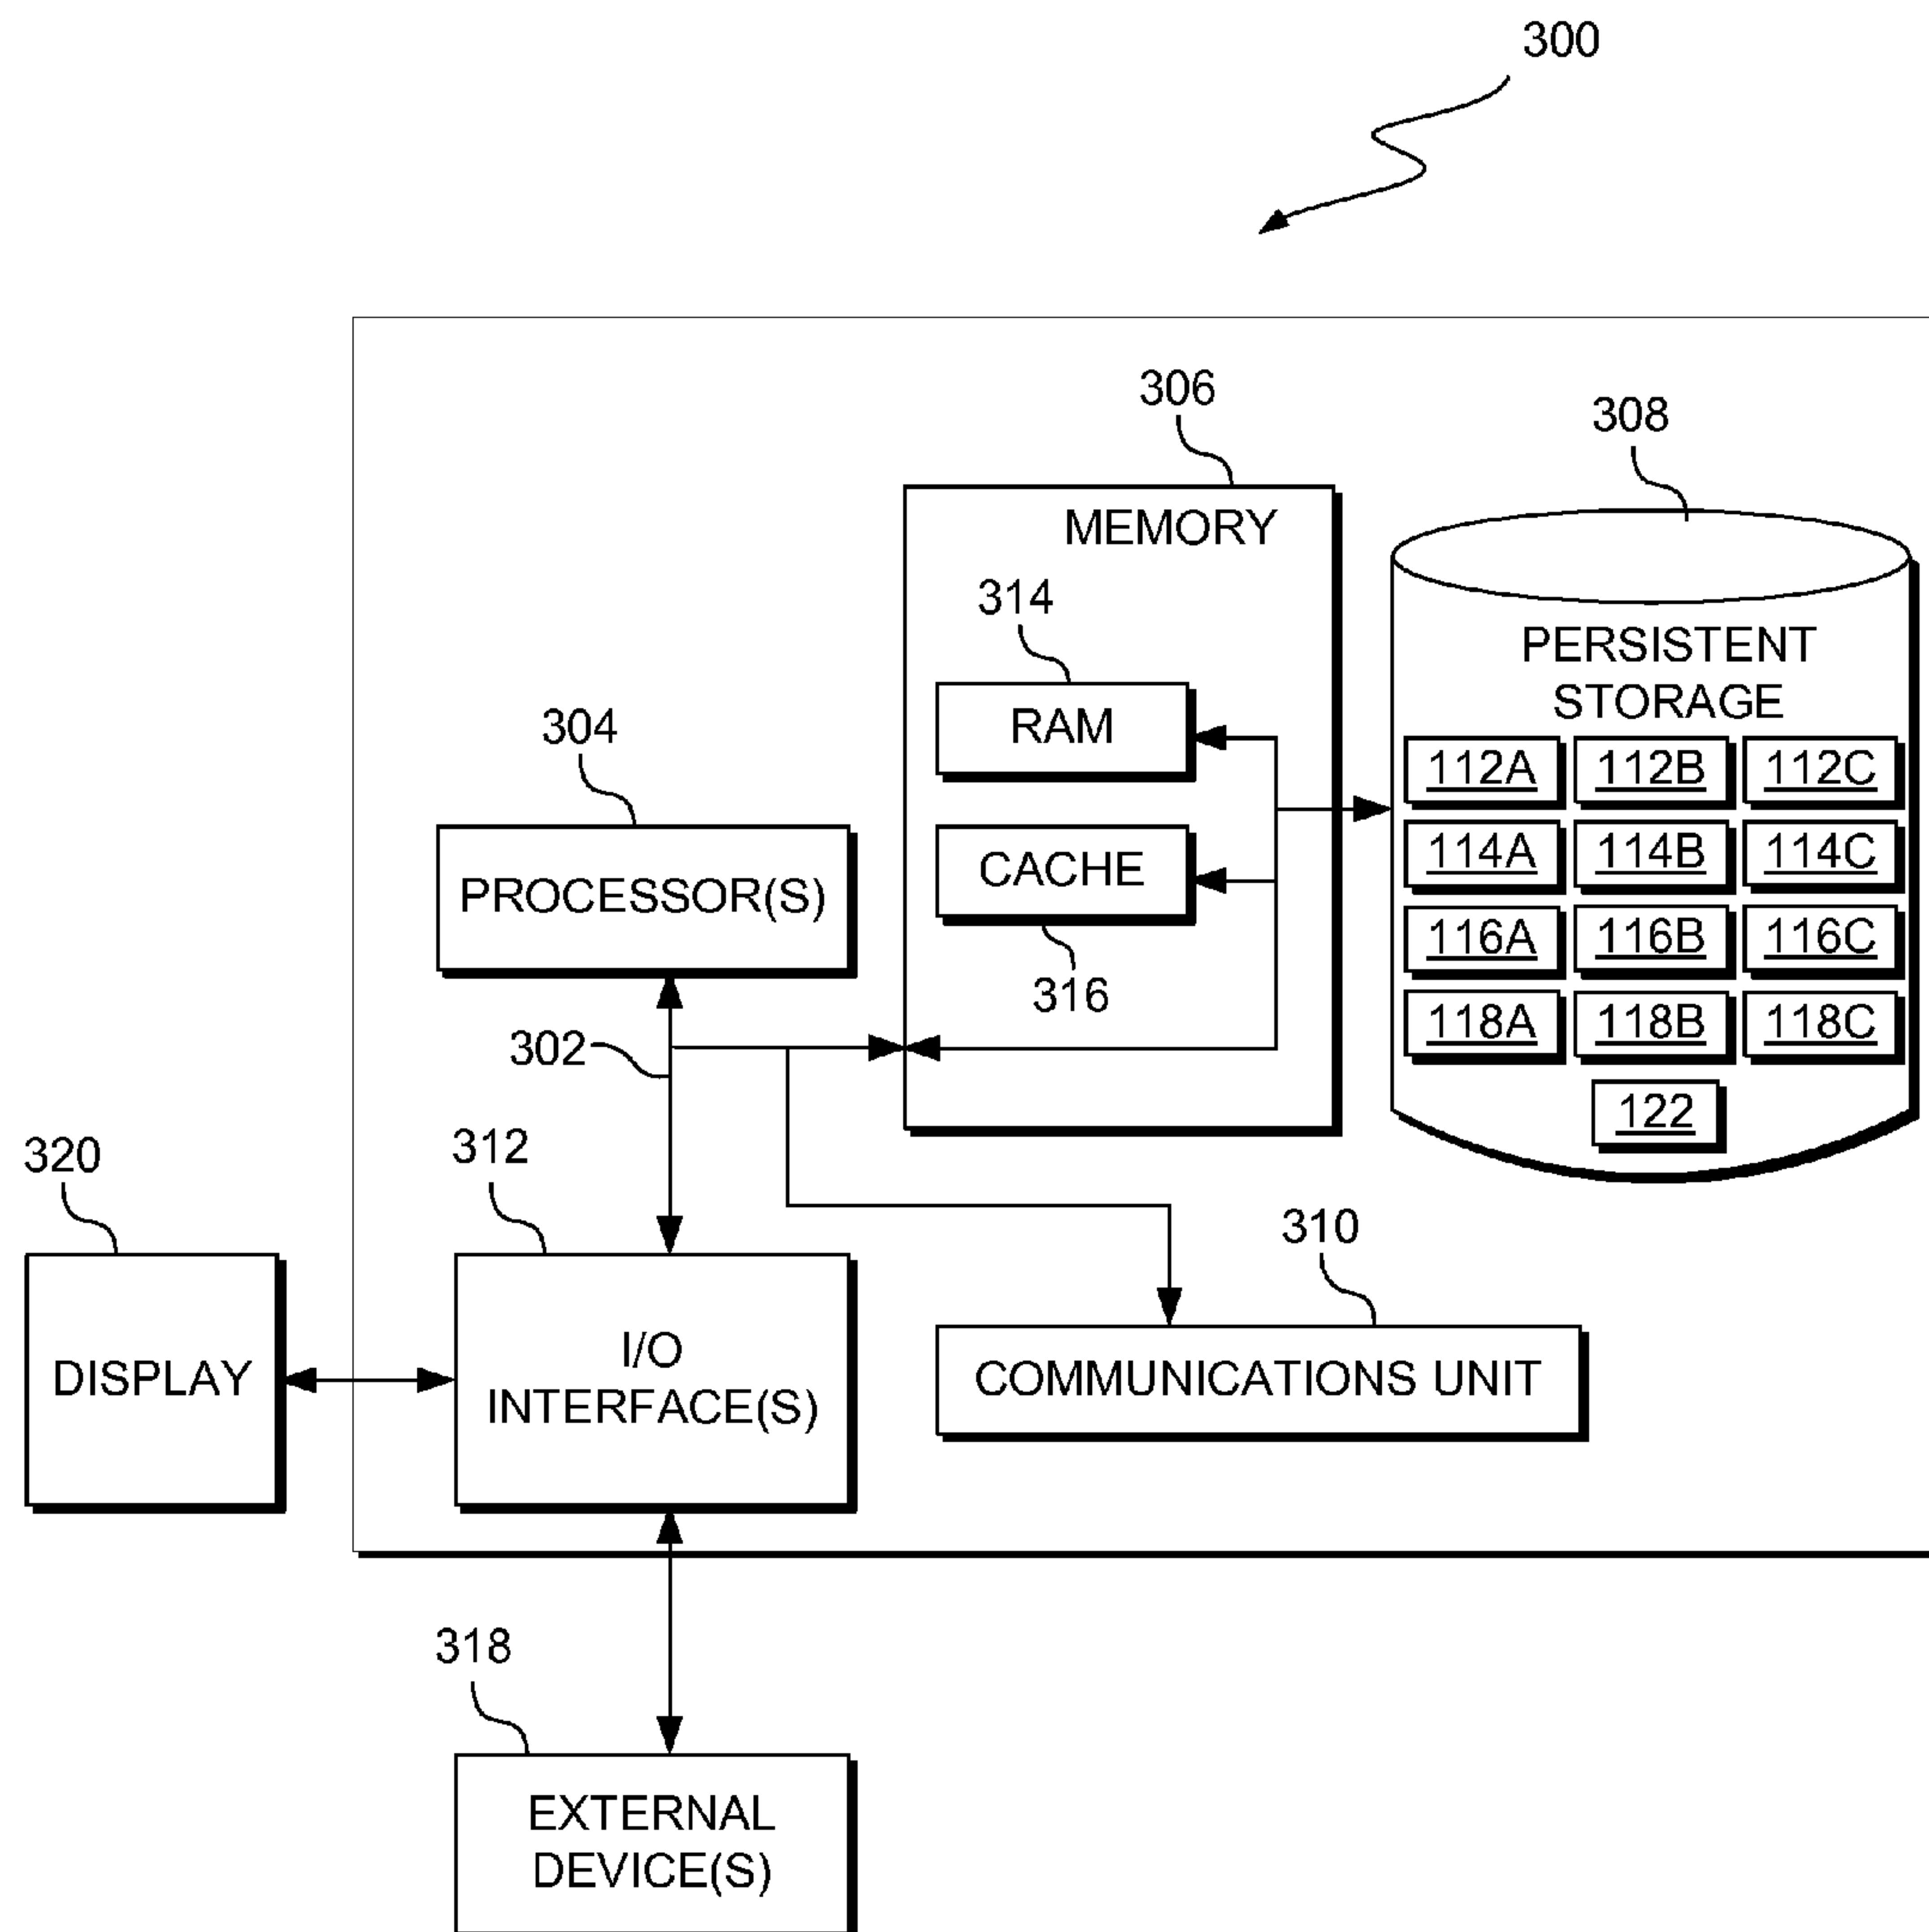 300
306
308
MEMORY
314
RAM
PERSISTENT
STORAGE
304
PROCESSOR(S)
112A 112B 112C
CACHE
114A 114B 114C
316
116A 116B 116C
302
118A 118B 118C
122
320
312
310
DISPLAY
I/O
INTERFACE(S)
COMMUNICATIONS UNIT
318
EXTERNAL
DEVICE(S)